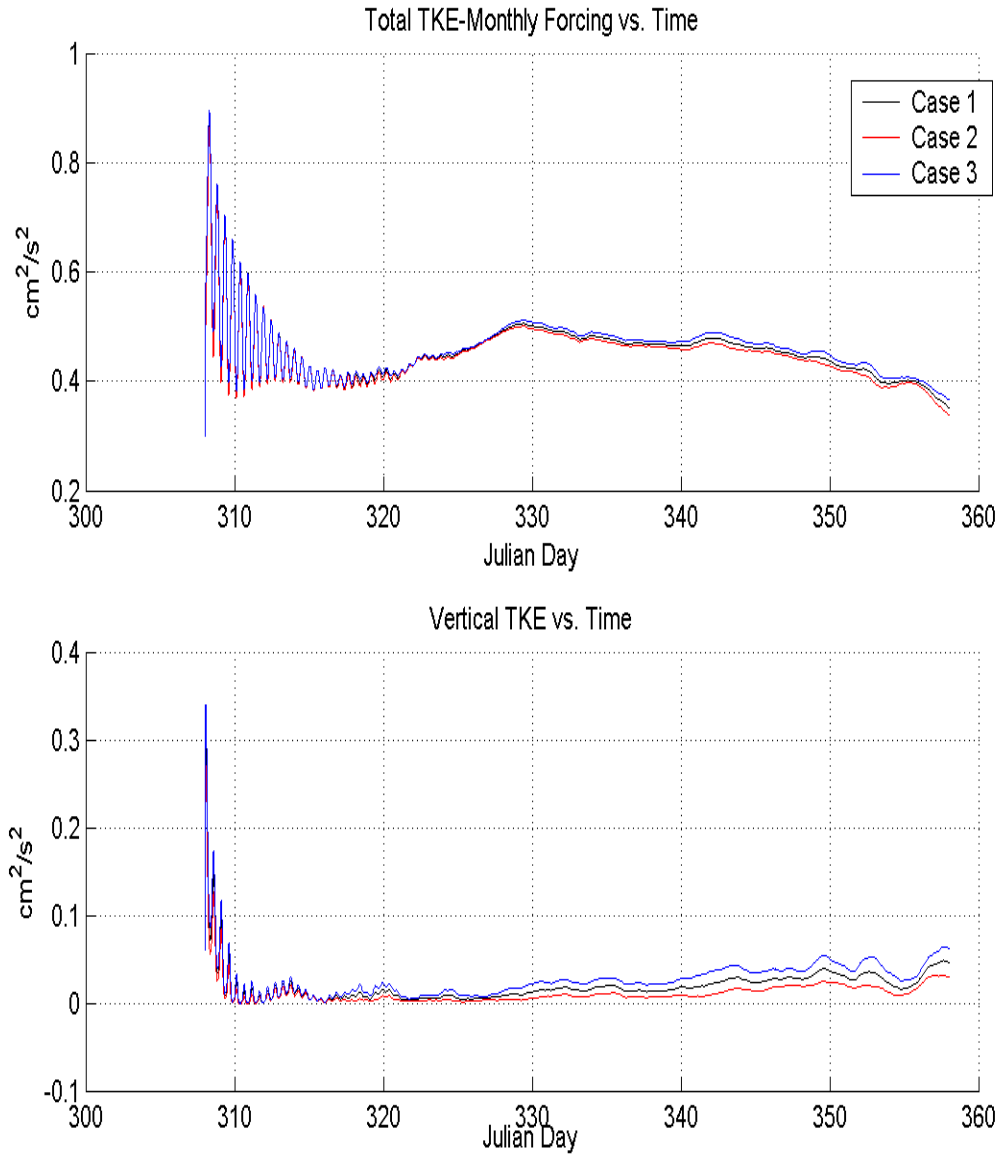 Total TKE-Monthly Forcing vs. Time
1
0.8
0.6
0.4
0.2
cm²/s²
300 310 320 330 340 350 360
Julian Day
Case 1
Case 2
Case 3
Vertical TKE vs. Time
0.4
0.3
0.2
0.1
0
-0.1
cm²/s²
300 310 320 330 340 350 360
Julian Day